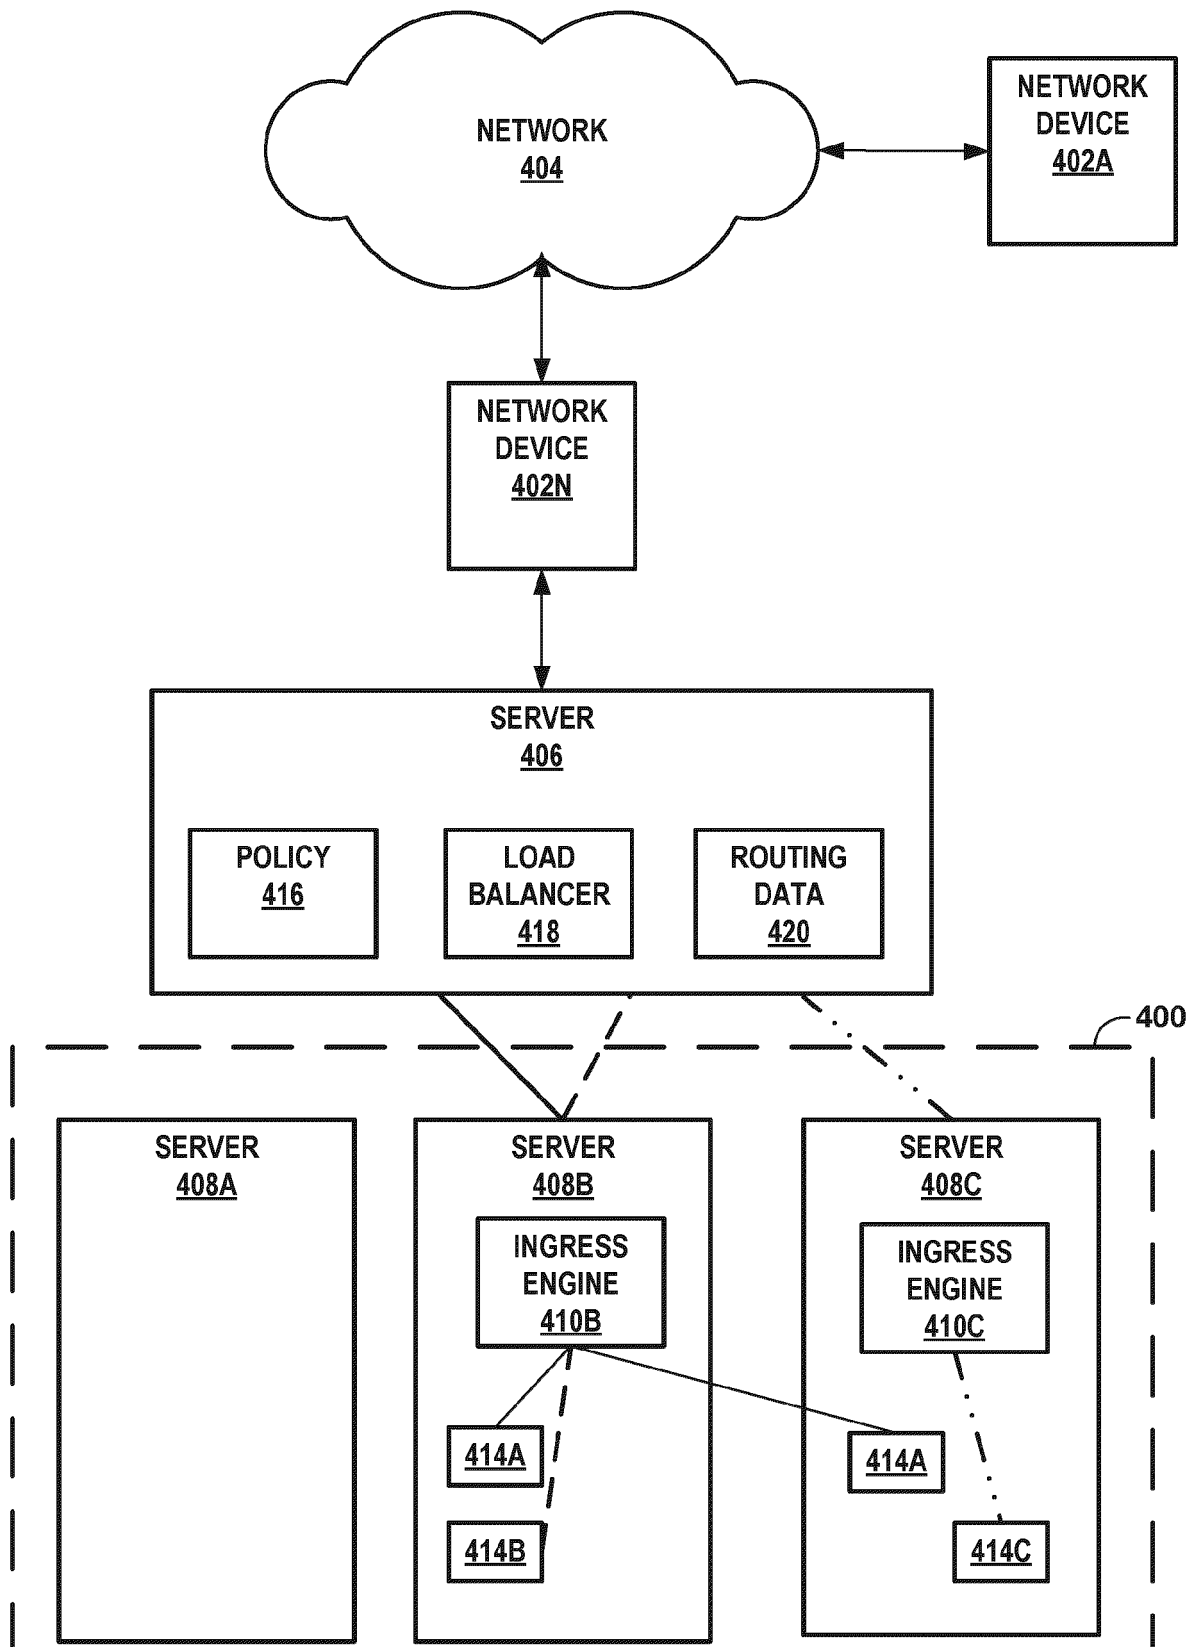 NETWORK
404
NETWORK
DEVICE
402A
NETWORK
DEVICE
402N
SERVER
406
POLICY
416
LOAD
BALANCER
418
ROUTING
DATA
420
400
SERVER
408A
SERVER
408B
INGRESS
ENGINE
410B
414A
414B
SERVER
408C
INGRESS
ENGINE
410C
414A
414C